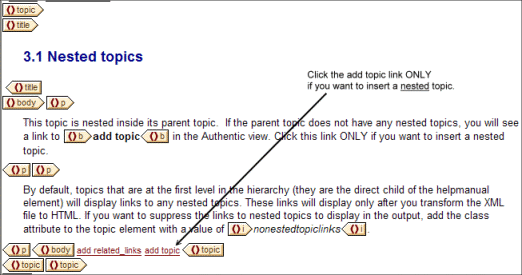 topic
title
3.1 Nested topics
Click the add topic link ONLY
if you want to insert a nested topic.
title
body p
This topic is nested inside its parent topic. If the parent topic does not have any nested topics, you will see
a link to b add topic b in the Authentic view. Click this link ONLY if you want to insert a nested
topic.
p p
By default, topics that are at the first level in the hierarchy (they are the direct child of the helpmanual
element) will display links to any nested topics. These links will display only after you transform the XML
file to HTML. If you want to suppress the links to nested topics to display in the output, add the class
attribute to the topic element with a value of i nonestedtopiclinks i .
p body add related_links add topic topic
topic topic